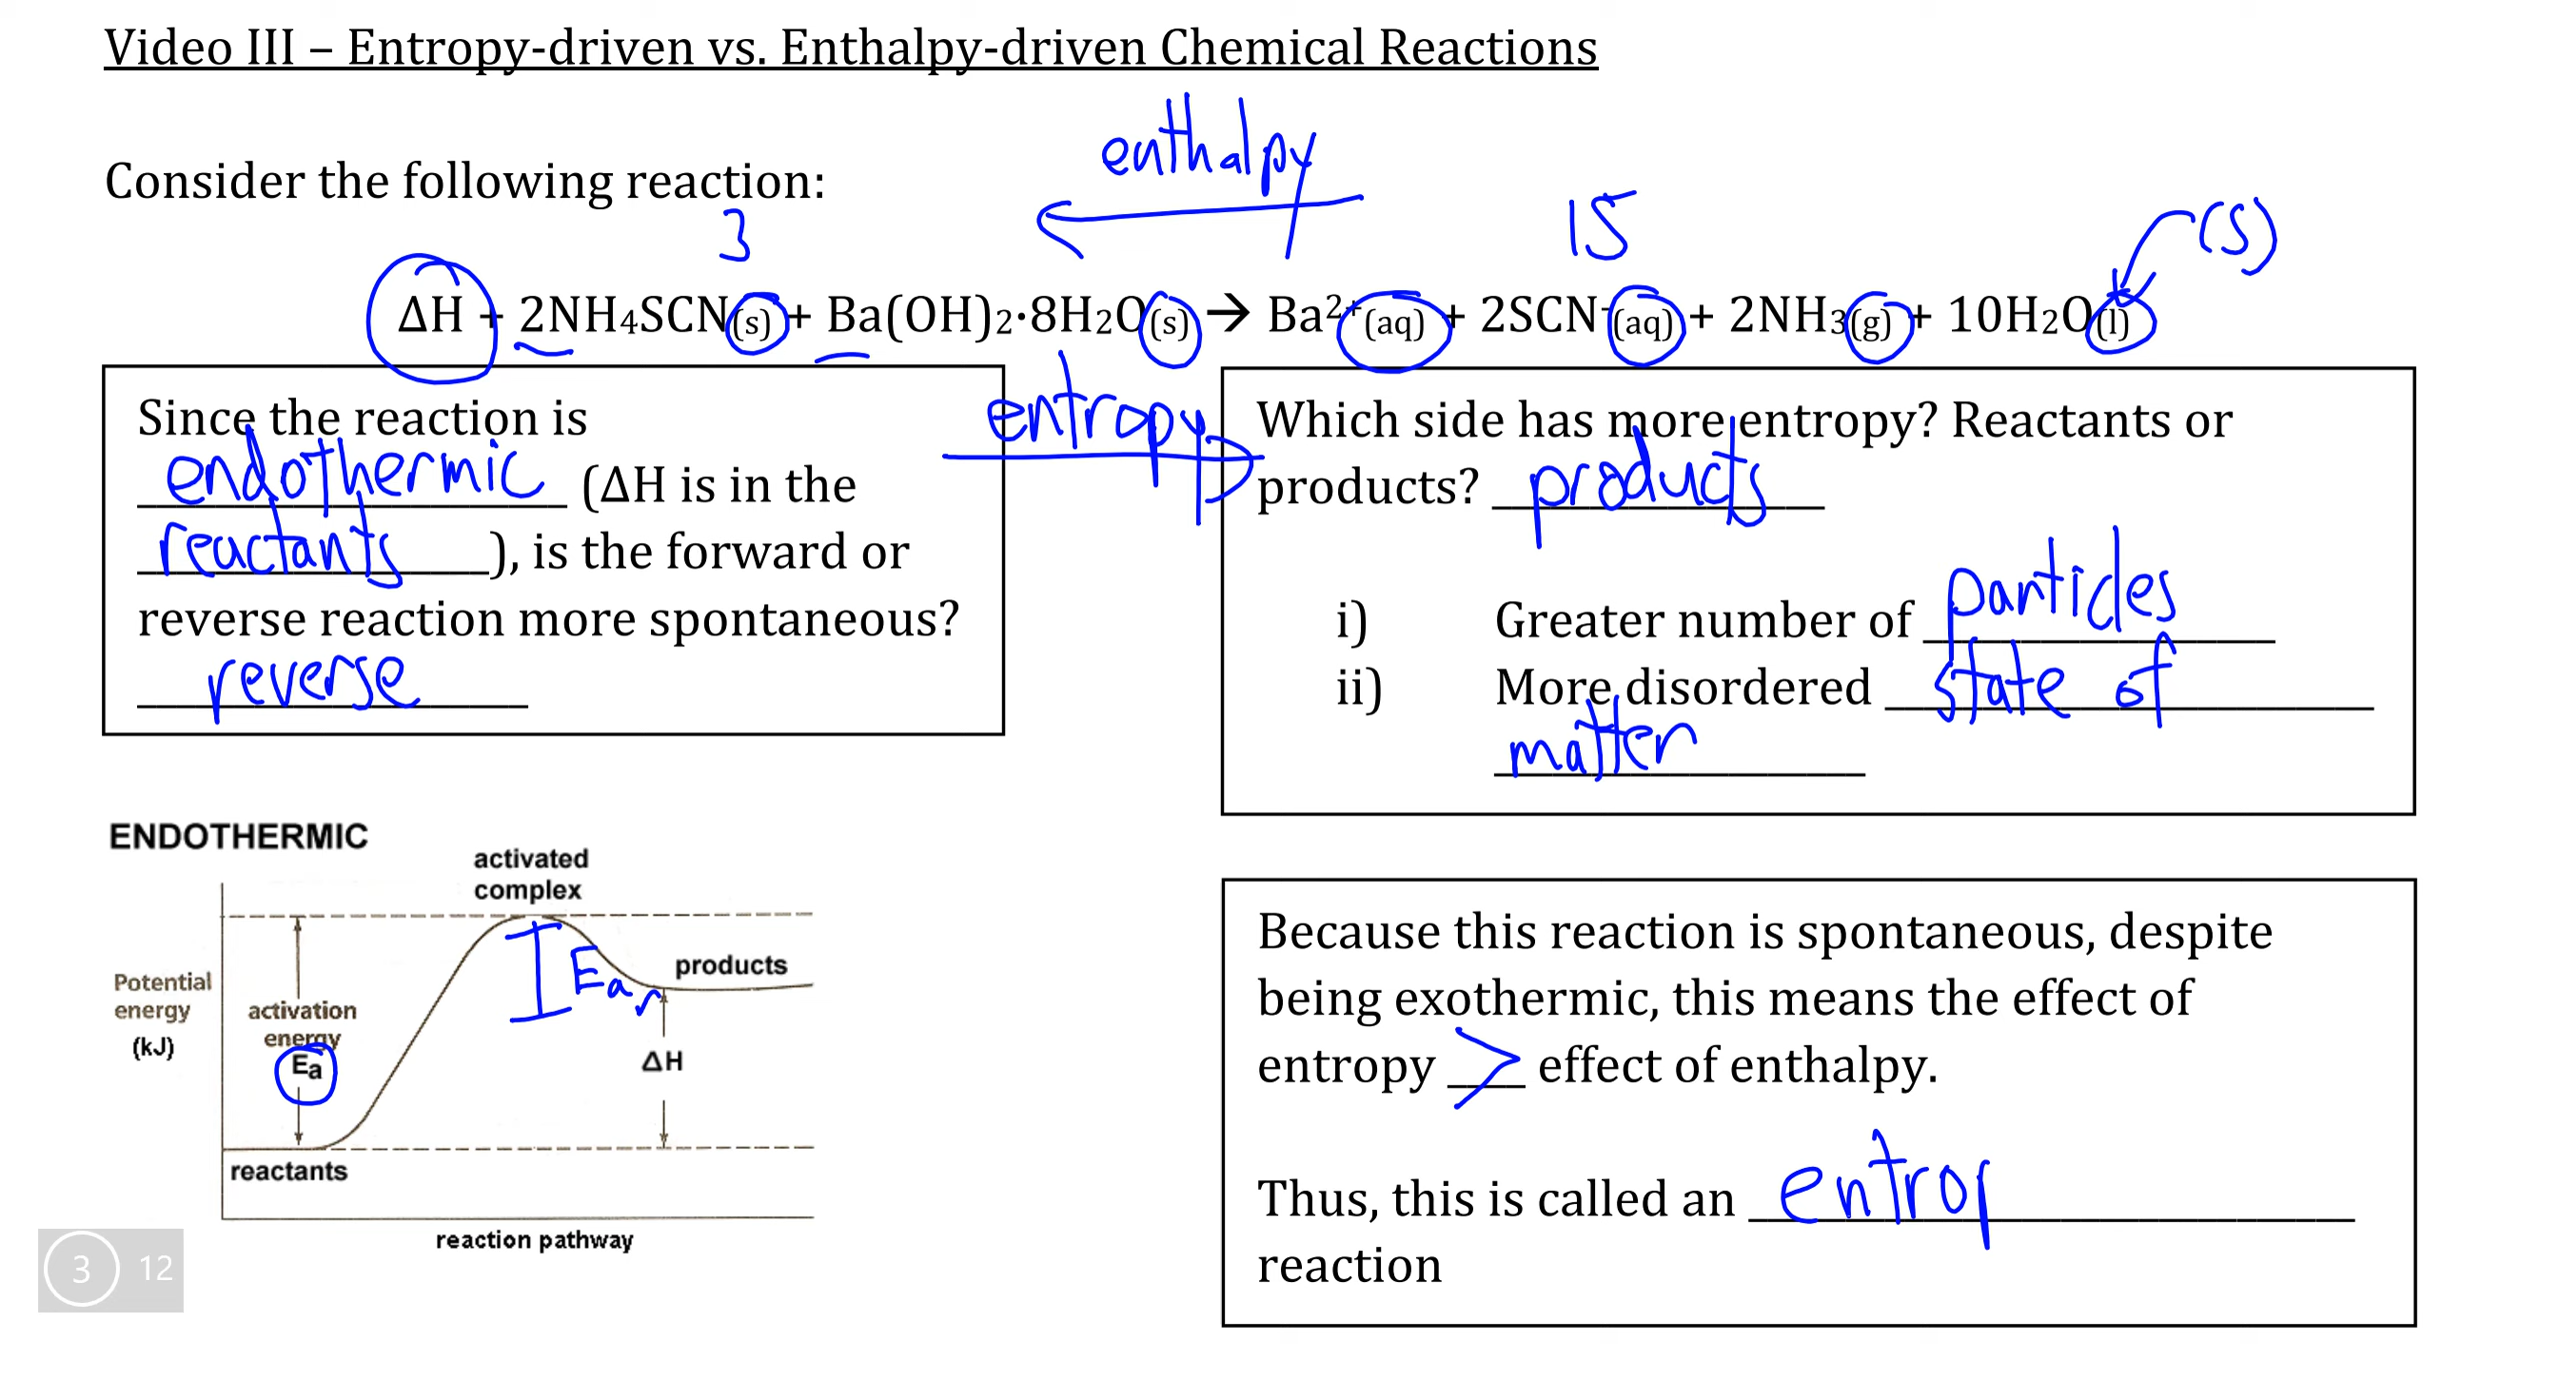 Video III – Entropy-driven vs. Enthalpy-driven Chemical Reactions
enthalpy
Consider the following reaction:
3 15 (s)
ΔH + 2NH4SCN(s) + Ba(OH)2·8H2O(s) → Ba2+(aq) + 2SCN-(aq) + 2NH3(g) + 10H2O(l)
entropy
Since the reaction is
endothermic (ΔH is in the
reactants), is the forward or
reverse reaction more spontaneous?
reverse
Which side has more entropy? Reactants or
products? products
i) Greater number of particles
ii) More disordered state of
matter
ENDOTHERMIC
activated
complex
Potential
energy
(kJ)
activation
energy
Ea
Ear
products
ΔH
reactants
reaction pathway
Because this reaction is spontaneous, despite
being exothermic, this means the effect of
entropy > effect of enthalpy.
Thus, this is called an entrop
reaction
3 12